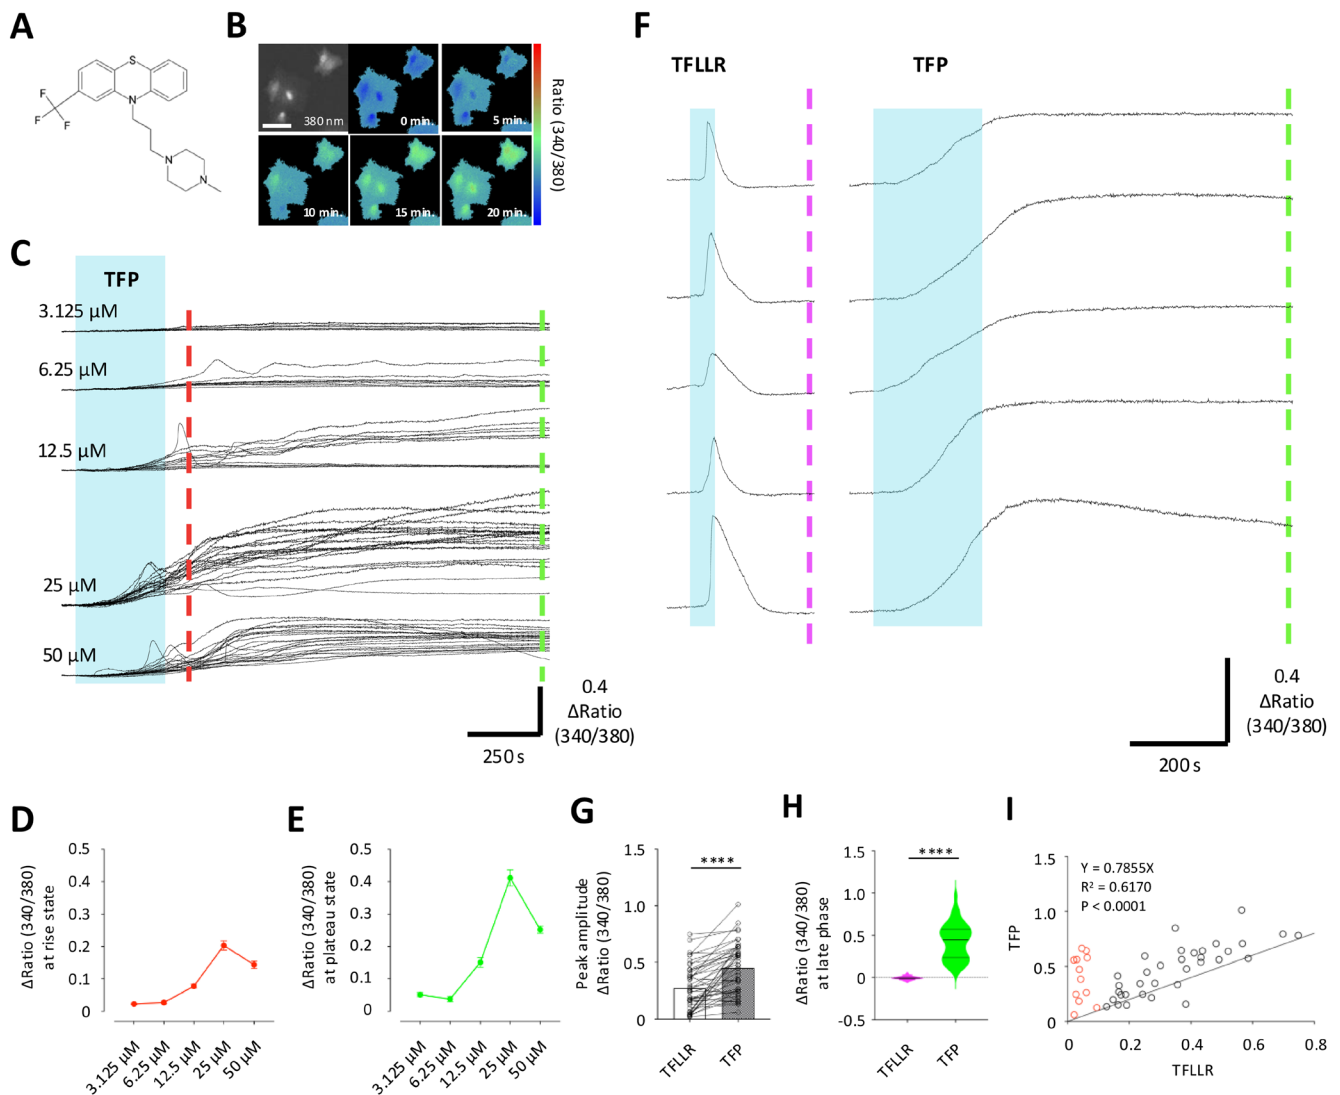 A
S
N
F
F
F
N
N
B
380 nm
0 min.
5 min.
10 min.
15 min.
20 min.
Ratio (340/380)
C
TFP
3.125 µM
6.25 µM
12.5 µM
25 µM
50 µM
0.4
ΔRatio
(340/380)
250 s
D
ΔRatio (340/380)
at rise state
0.5
0.4
0.3
0.2
0.1
0
3.125 µM
6.25 µM
12.5 µM
25 µM
50 µM
E
ΔRatio (340/380)
at plateau state
0.5
0.4
0.3
0.2
0.1
0
3.125 µM
6.25 µM
12.5 µM
25 µM
50 µM
F
TFLLR
TFP
0.4
ΔRatio
(340/380)
200 s
G
Peak amplitude
ΔRatio (340/380)
1.5
1.0
0.5
0
****
TFLLR
TFP
H
ΔRatio (340/380)
at late phase
1.5
1.0
0.5
0
-0.5
****
TFLLR
TFP
I
TFP
1.5
1.0
0.5
0
Y = 0.7855X
R² = 0.6170
P < 0.0001
0
0.2
0.4
0.6
0.8
TFLLR